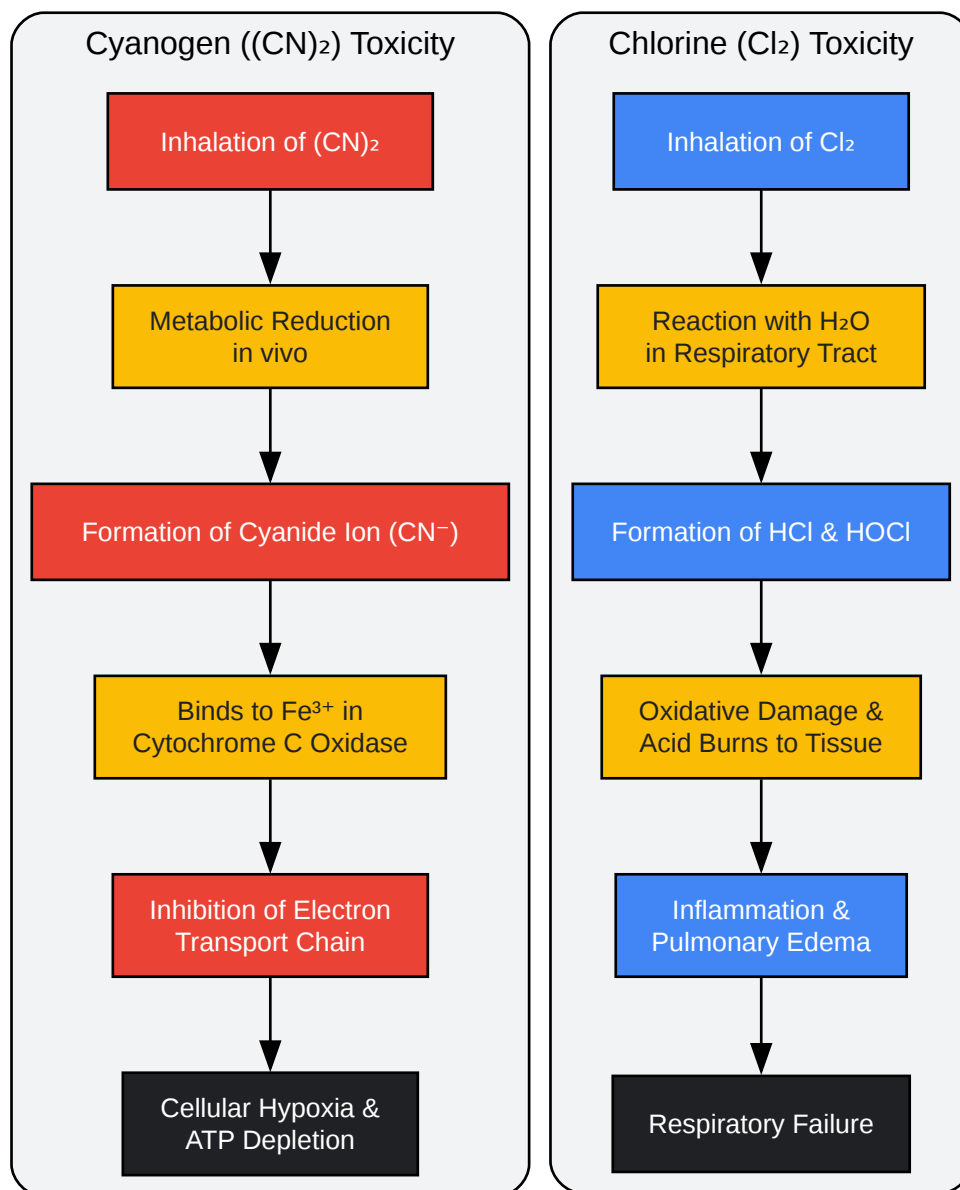 Cyanogen ((CN)₂) Toxicity
Inhalation of (CN)₂
Metabolic Reduction
in vivo
Formation of Cyanide Ion (CN⁻)
Binds to Fe³⁺ in
Cytochrome C Oxidase
Inhibition of Electron
Transport Chain
Cellular Hypoxia &
ATP Depletion
Chlorine (Cl₂) Toxicity
Inhalation of Cl₂
Reaction with H₂O
in Respiratory Tract
Formation of HCl & HOCl
Oxidative Damage &
Acid Burns to Tissue
Inflammation &
Pulmonary Edema
Respiratory Failure